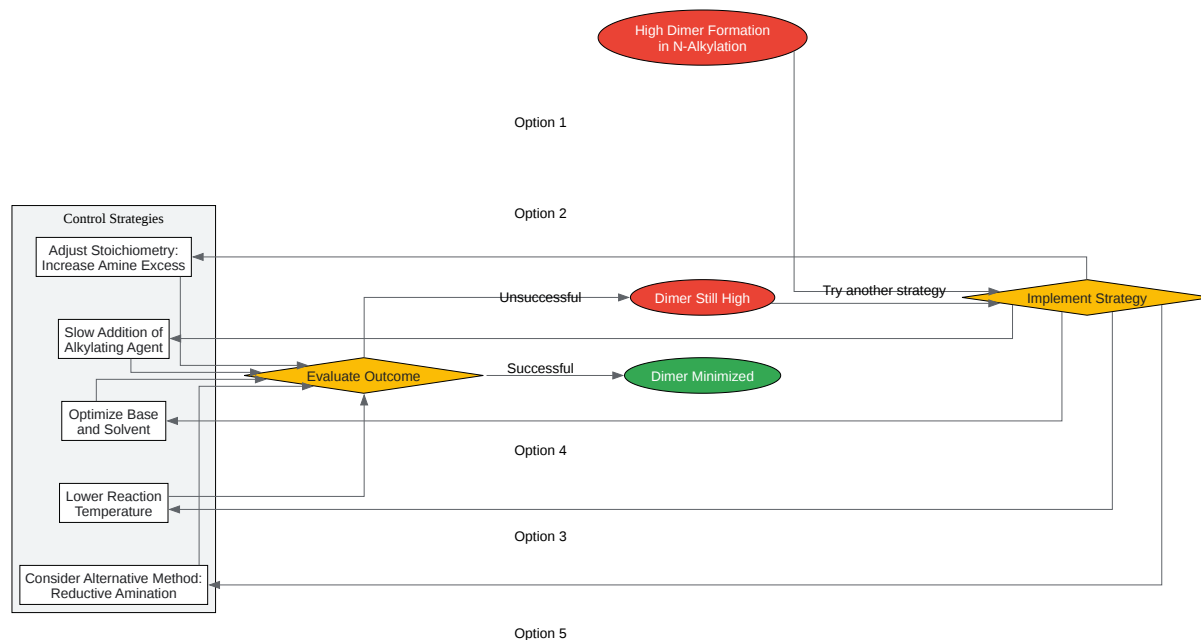 High Dimer Formation
in N-Alkylation
Option 1
Option 2
Control Strategies
Adjust Stoichiometry:
Increase Amine Excess
Unsuccessful
Dimer Still High
Try another strategy
Implement Strategy
Slow Addition of
Alkylating Agent
Evaluate Outcome
Successful
Dimer Minimized
Optimize Base
and Solvent
Option 4
Lower Reaction
Temperature
Option 3
Consider Alternative Method:
Reductive Amination
Option 5